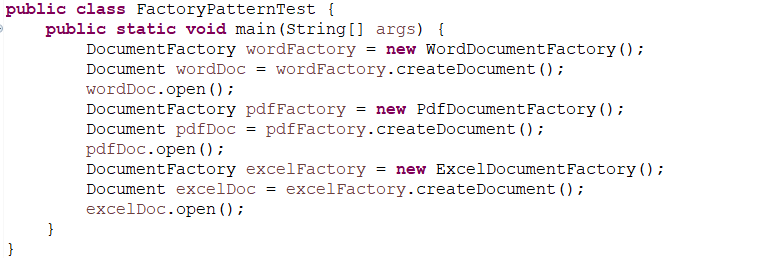 public class FactoryPatternTest {
    public static void main(String[] args) {
        DocumentFactory wordFactory = new WordDocumentFactory();
        Document wordDoc = wordFactory.createDocument();
        wordDoc.open();
        DocumentFactory pdfFactory = new PdfDocumentFactory();
        Document pdfDoc = pdfFactory.createDocument();
        pdfDoc.open();
        DocumentFactory excelFactory = new ExcelDocumentFactory();
        Document excelDoc = excelFactory.createDocument();
        excelDoc.open();
    }
}